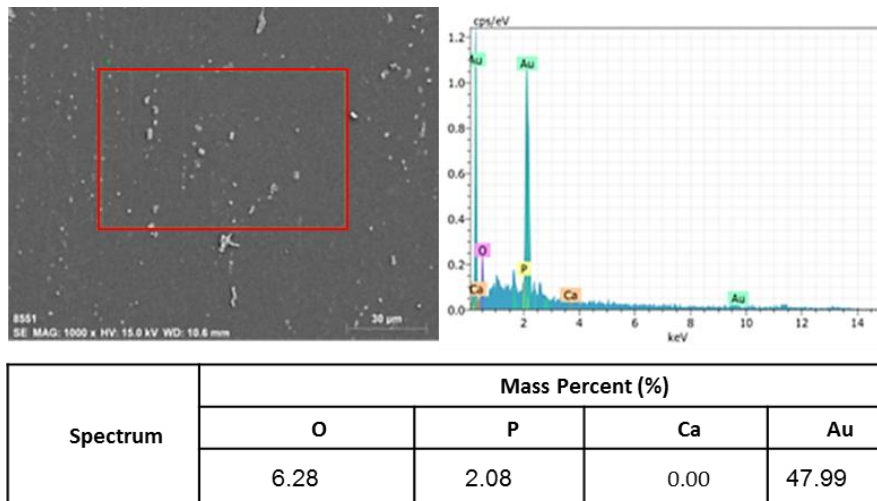 8551
SE MAG: 1000 x HV: 15.0 kV WD: 10.6 mm
30 µm
cps/eV
1.2
1.0
0.8
0.6
0.4
0.2
0.0
Au
Au
O
P
Ca
Ca
Au
2 4 6 8 10 12 14
keV
Spectrum
Mass Percent (%)
O P Ca Au
6.28 2.08 0.00 47.99